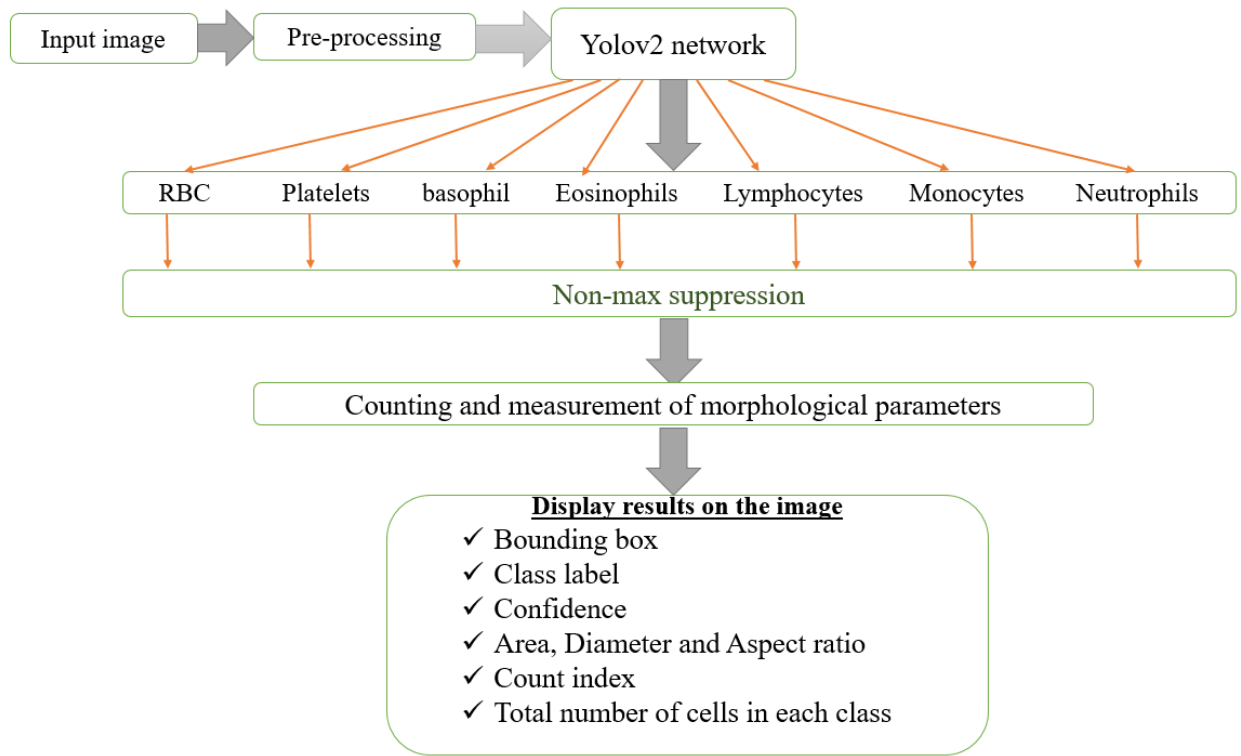 Input image
Pre-processing
Yolov2 network
RBC
Platelets
basophil
Eosinophils
Lymphocytes
Monocytes
Neutrophils
Non-max suppression
Counting and measurement of morphological parameters
Display results on the image
✓ Bounding box
✓ Class label
✓ Confidence
✓ Area, Diameter and Aspect ratio
✓ Count index
✓ Total number of cells in each class